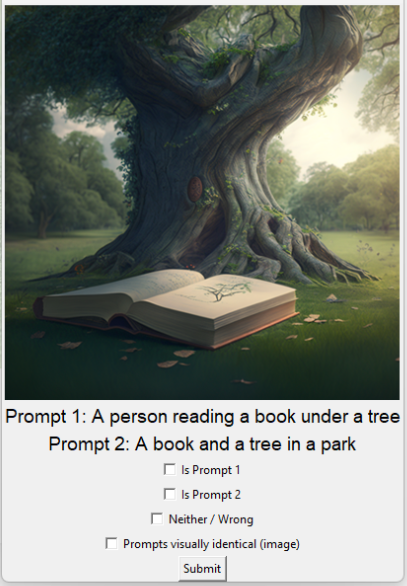 Prompt 1: A person reading a book under a tree
Prompt 2: A book and a tree in a park
Is Prompt 1
Is Prompt 2
Neither / Wrong
Prompts visually identical (image)
Submit